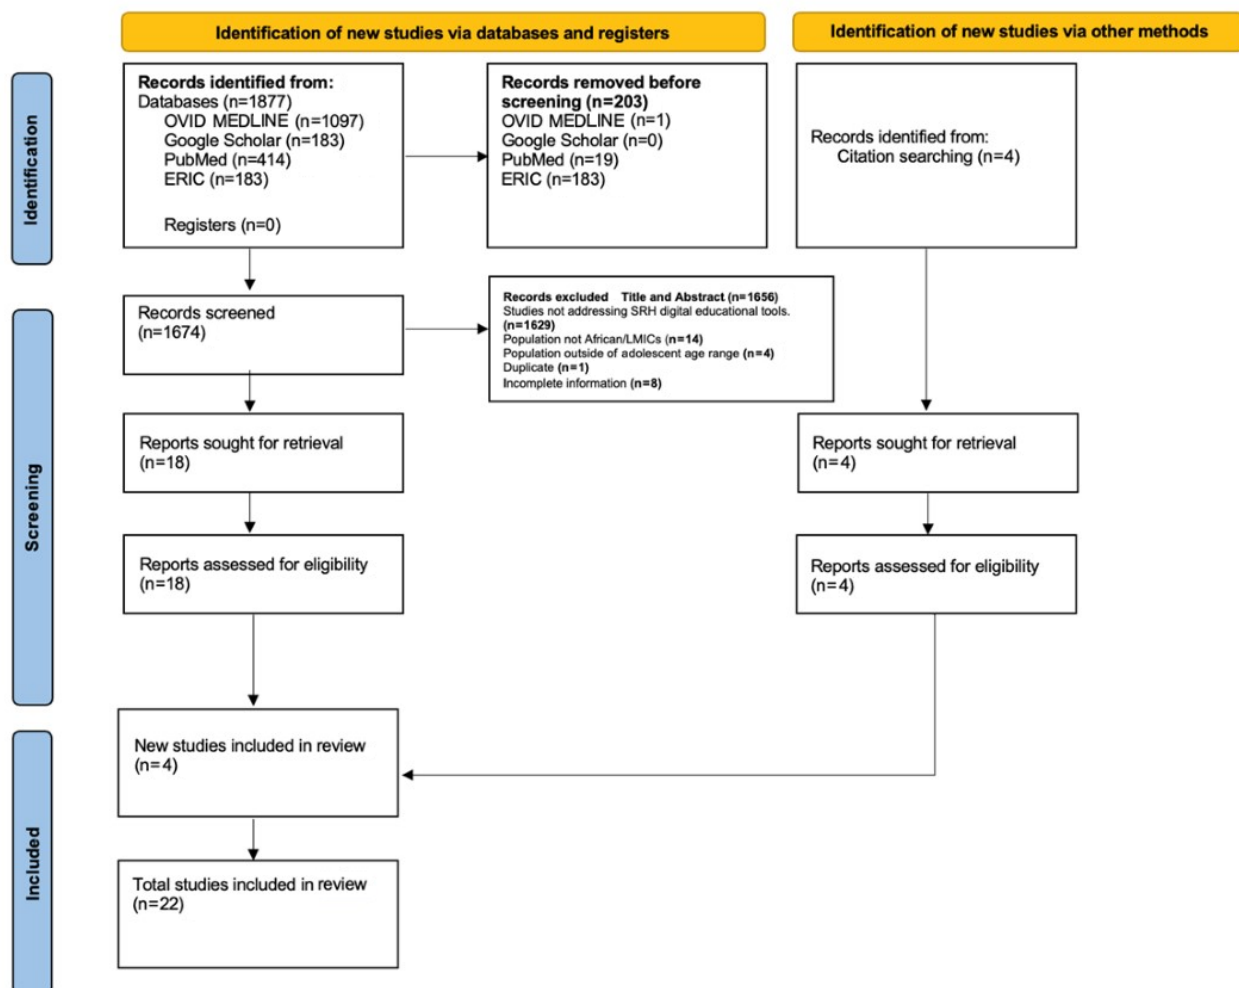 Identification of new studies via databases and registers
Identification of new studies via other methods
Identification
Records identified from:
Databases (n=1877)
OVID MEDLINE (n=1097)
Google Scholar (n=183)
PubMed (n=414)
ERIC (n=183)
Registers (n=0)
Records removed before
screening (n=203)
OVID MEDLINE (n=1)
Google Scholar (n=0)
PubMed (n=19)
ERIC (n=183)
Records identified from:
Citation searching (n=4)
Screening
Records screened
(n=1674)
Records excluded Title and Abstract (n=1656)
Studies not addressing SRH digital educational tools.
(n=1629)
Population not African/LMICs (n=14)
Population outside of adolescent age range (n=4)
Duplicate (n=1)
Incomplete information (n=8)
Reports sought for retrieval
(n=18)
Reports sought for retrieval
(n=4)
Reports assessed for eligibility
(n=18)
Reports assessed for eligibility
(n=4)
Included
New studies included in review
(n=4)
Total studies included in review
(n=22)